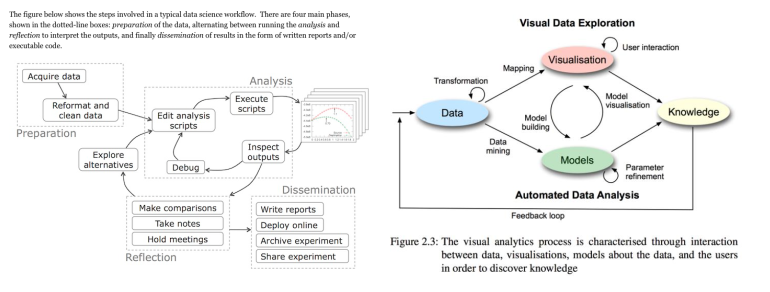 The figure below shows the steps involved in a typical data science workflow. There are four main phases,
shown in the dotted-line boxes: preparation of the data, alternating between running the analysis and
reflection to interpret the outputs, and finally dissemination of results in the form of written reports and/or
executable code.
Acquire data
Reformat and
clean data
Preparation
Analysis
Edit analysis
scripts
Execute
scripts
Inspect
outputs
Debug
Explore
alternatives
Make comparisons
Take notes
Hold meetings
Reflection
Dissemination
Write reports
Deploy online
Archive experiment
Share experiment
Visual Data Exploration
User interaction
Visualisation
Mapping
Transformation
Data
Model
building
Model
visualisation
Knowledge
Data
mining
Models
Parameter
refinement
Automated Data Analysis
Feedback loop
Figure 2.3: The visual analytics process is characterised through interaction
between data, visualisations, models about the data, and the users
in order to discover knowledge